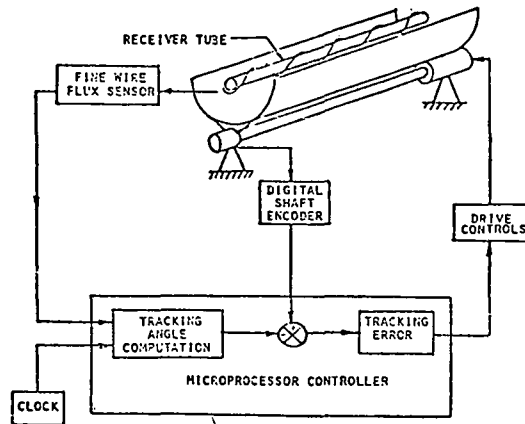 RECEIVER TUBE
FINE WIRE
FLUX SENSOR
DIGITAL
SHAFT
ENCODER
DRIVE
CONTROLS
TRACKING
ANGLE
COMPUTATION
TRACKING
ERROR
MICROPROCESSOR CONTROLLER
CLOCK